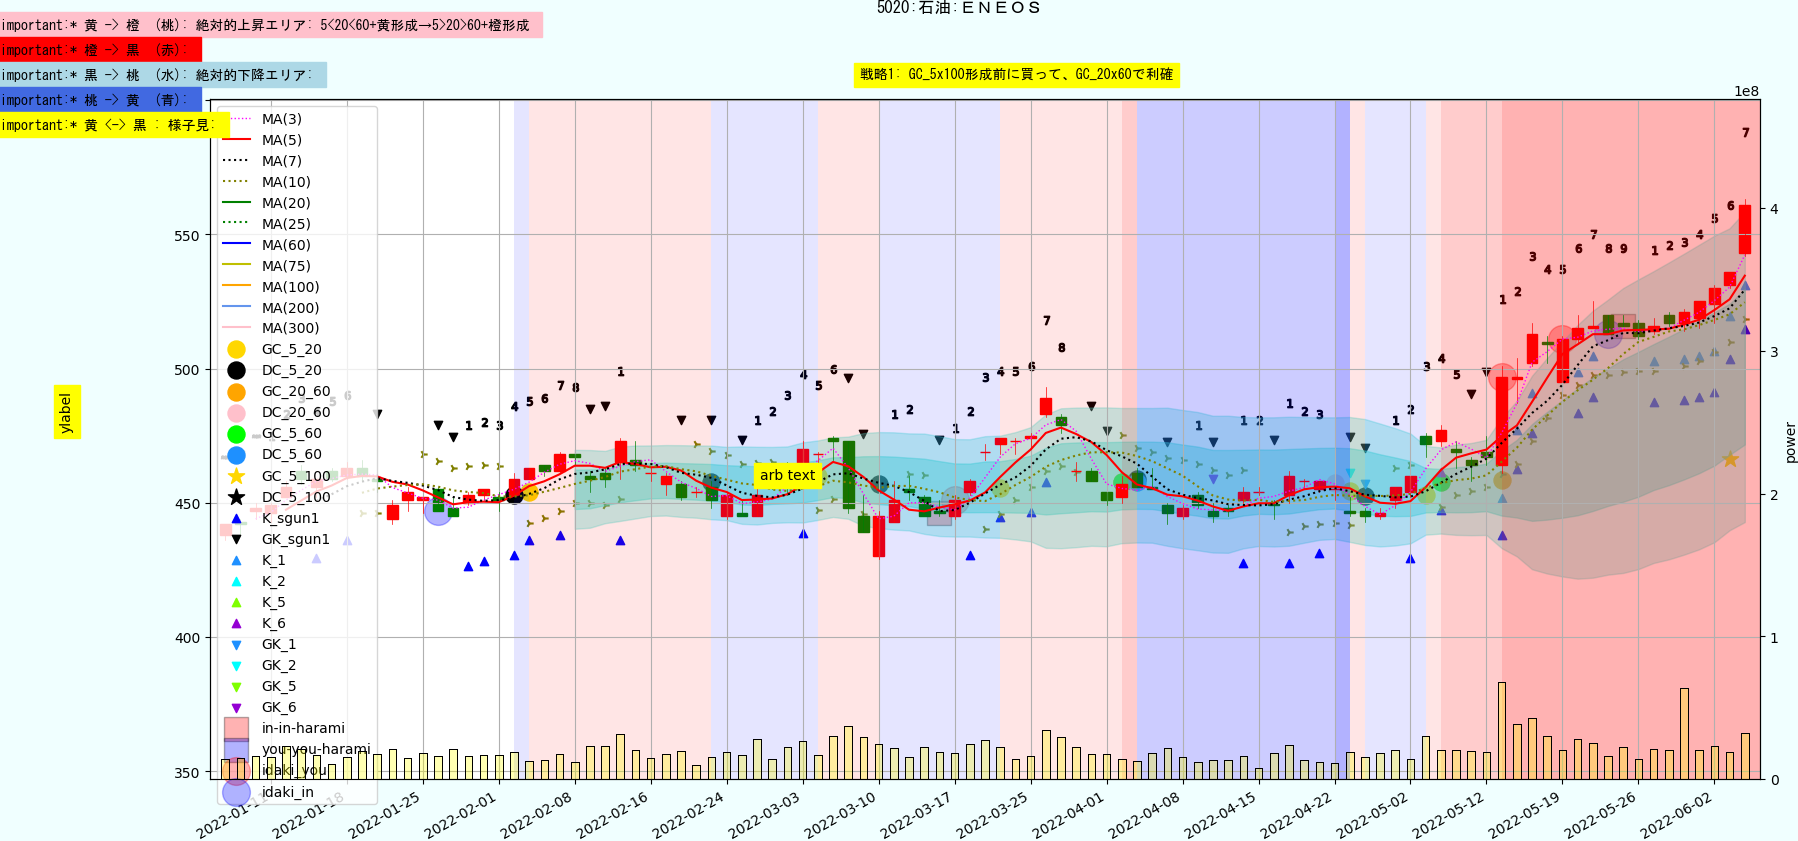 5020:石油:ＥＮＥＯＳ
important:* 黄 -> 橙 （桃）: 絶対的上昇エリア: 5<20<60+黄形成→5>20>60+橙形成
important:* 橙 -> 黒 （赤）:
important:* 黒 -> 桃 （水）: 絶対的下降エリア:
important:* 桃 -> 黄 （青）:
important:* 黄 <-> 黒 : 様子見:
戦略1: GC_5x100形成前に買って、GC_20x60で利確
1e8
MA(3)
MA(5)
MA(7)
MA(10)
MA(20)
MA(25)
MA(60)
MA(75)
MA(100)
MA(200)
MA(300)
GC_5_20
DC_5_20
GC_20_60
DC_20_60
GC_5_60
DC_5_60
GC_5_100
DC_5_100
K_sgun1
GK_sgun1
K_1
K_2
K_5
K_6
GK_1
GK_2
GK_5
GK_6
in-in-harami
you-you-harami
idaki_you
idaki_in
550
500
450
400
350
ylabel
arb text
4
3
2
1
0
power
2022-01-11
2022-01-18
2022-01-25
2022-02-01
2022-02-08
2022-02-16
2022-02-24
2022-03-03
2022-03-10
2022-03-17
2022-03-25
2022-04-01
2022-04-08
2022-04-15
2022-04-22
2022-05-02
2022-05-12
2022-05-19
2022-05-26
2022-06-02